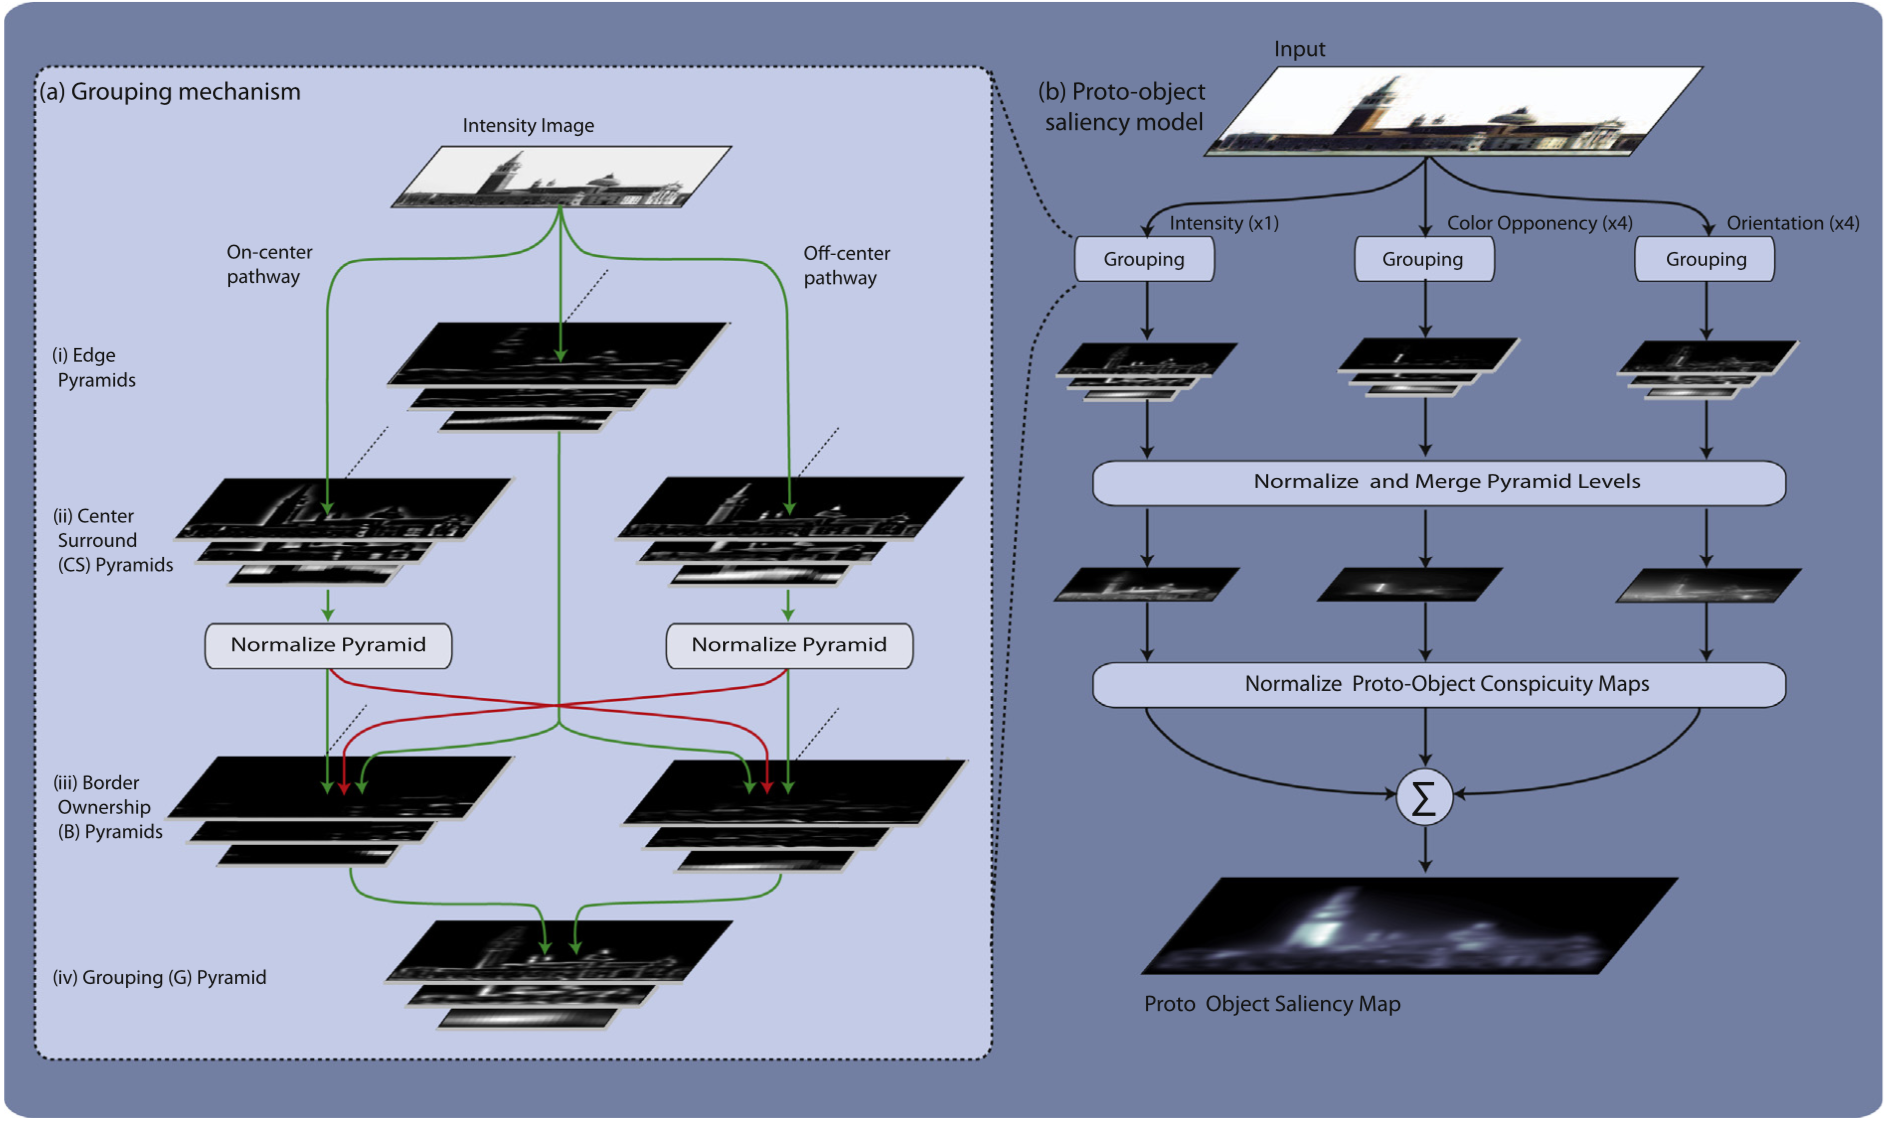 (a) Grouping mechanism
Intensity Image
On-center
pathway
Off-center
pathway
(i) Edge
Pyramids
(ii) Center
Surround
(CS) Pyramids
Normalize Pyramid
Normalize Pyramid
(iii) Border
Ownership
(B) Pyramids
(iv) Grouping (G) Pyramid
Input
(b) Proto-object
saliency model
Intensity (x1)
Color Opponency (x4)
Orientation (x4)
Grouping
Grouping
Grouping
Normalize and Merge Pyramid Levels
Normalize Proto-Object Conspicuity Maps
∑
Proto Object Saliency Map